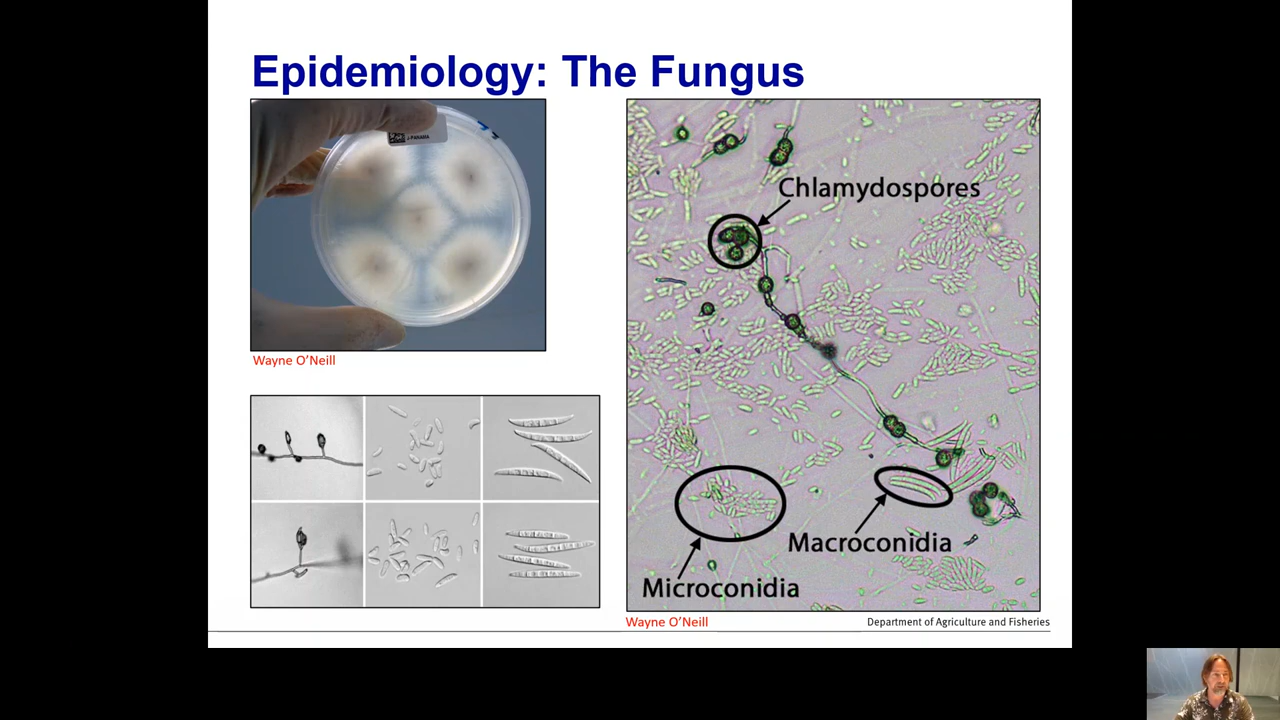 Epidemiology: The Fungus
Wayne O’Neill
Chlamydospores
Macroconidia
Microconidia
Wayne O’Neill
Department of Agriculture and Fisheries